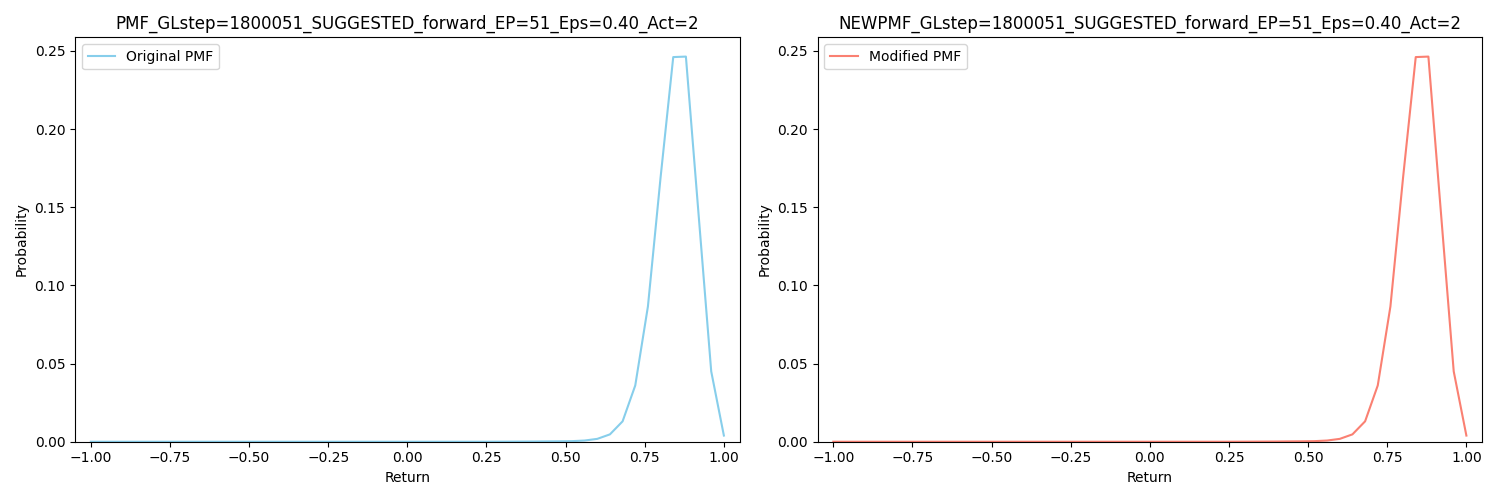 PMF_GLstep=1800051_SUGGESTED_forward_EP=51_Eps=0.40_Act=2
Original PMF
Probability
0.25
0.20
0.15
0.10
0.05
0.00
−1.00 −0.75 −0.50 −0.25 0.00 0.25 0.50 0.75 1.00
Return
NEWPMF_GLstep=1800051_SUGGESTED_forward_EP=51_Eps=0.40_Act=2
Modified PMF
Probability
0.25
0.20
0.15
0.10
0.05
0.00
−1.00 −0.75 −0.50 −0.25 0.00 0.25 0.50 0.75 1.00
Return